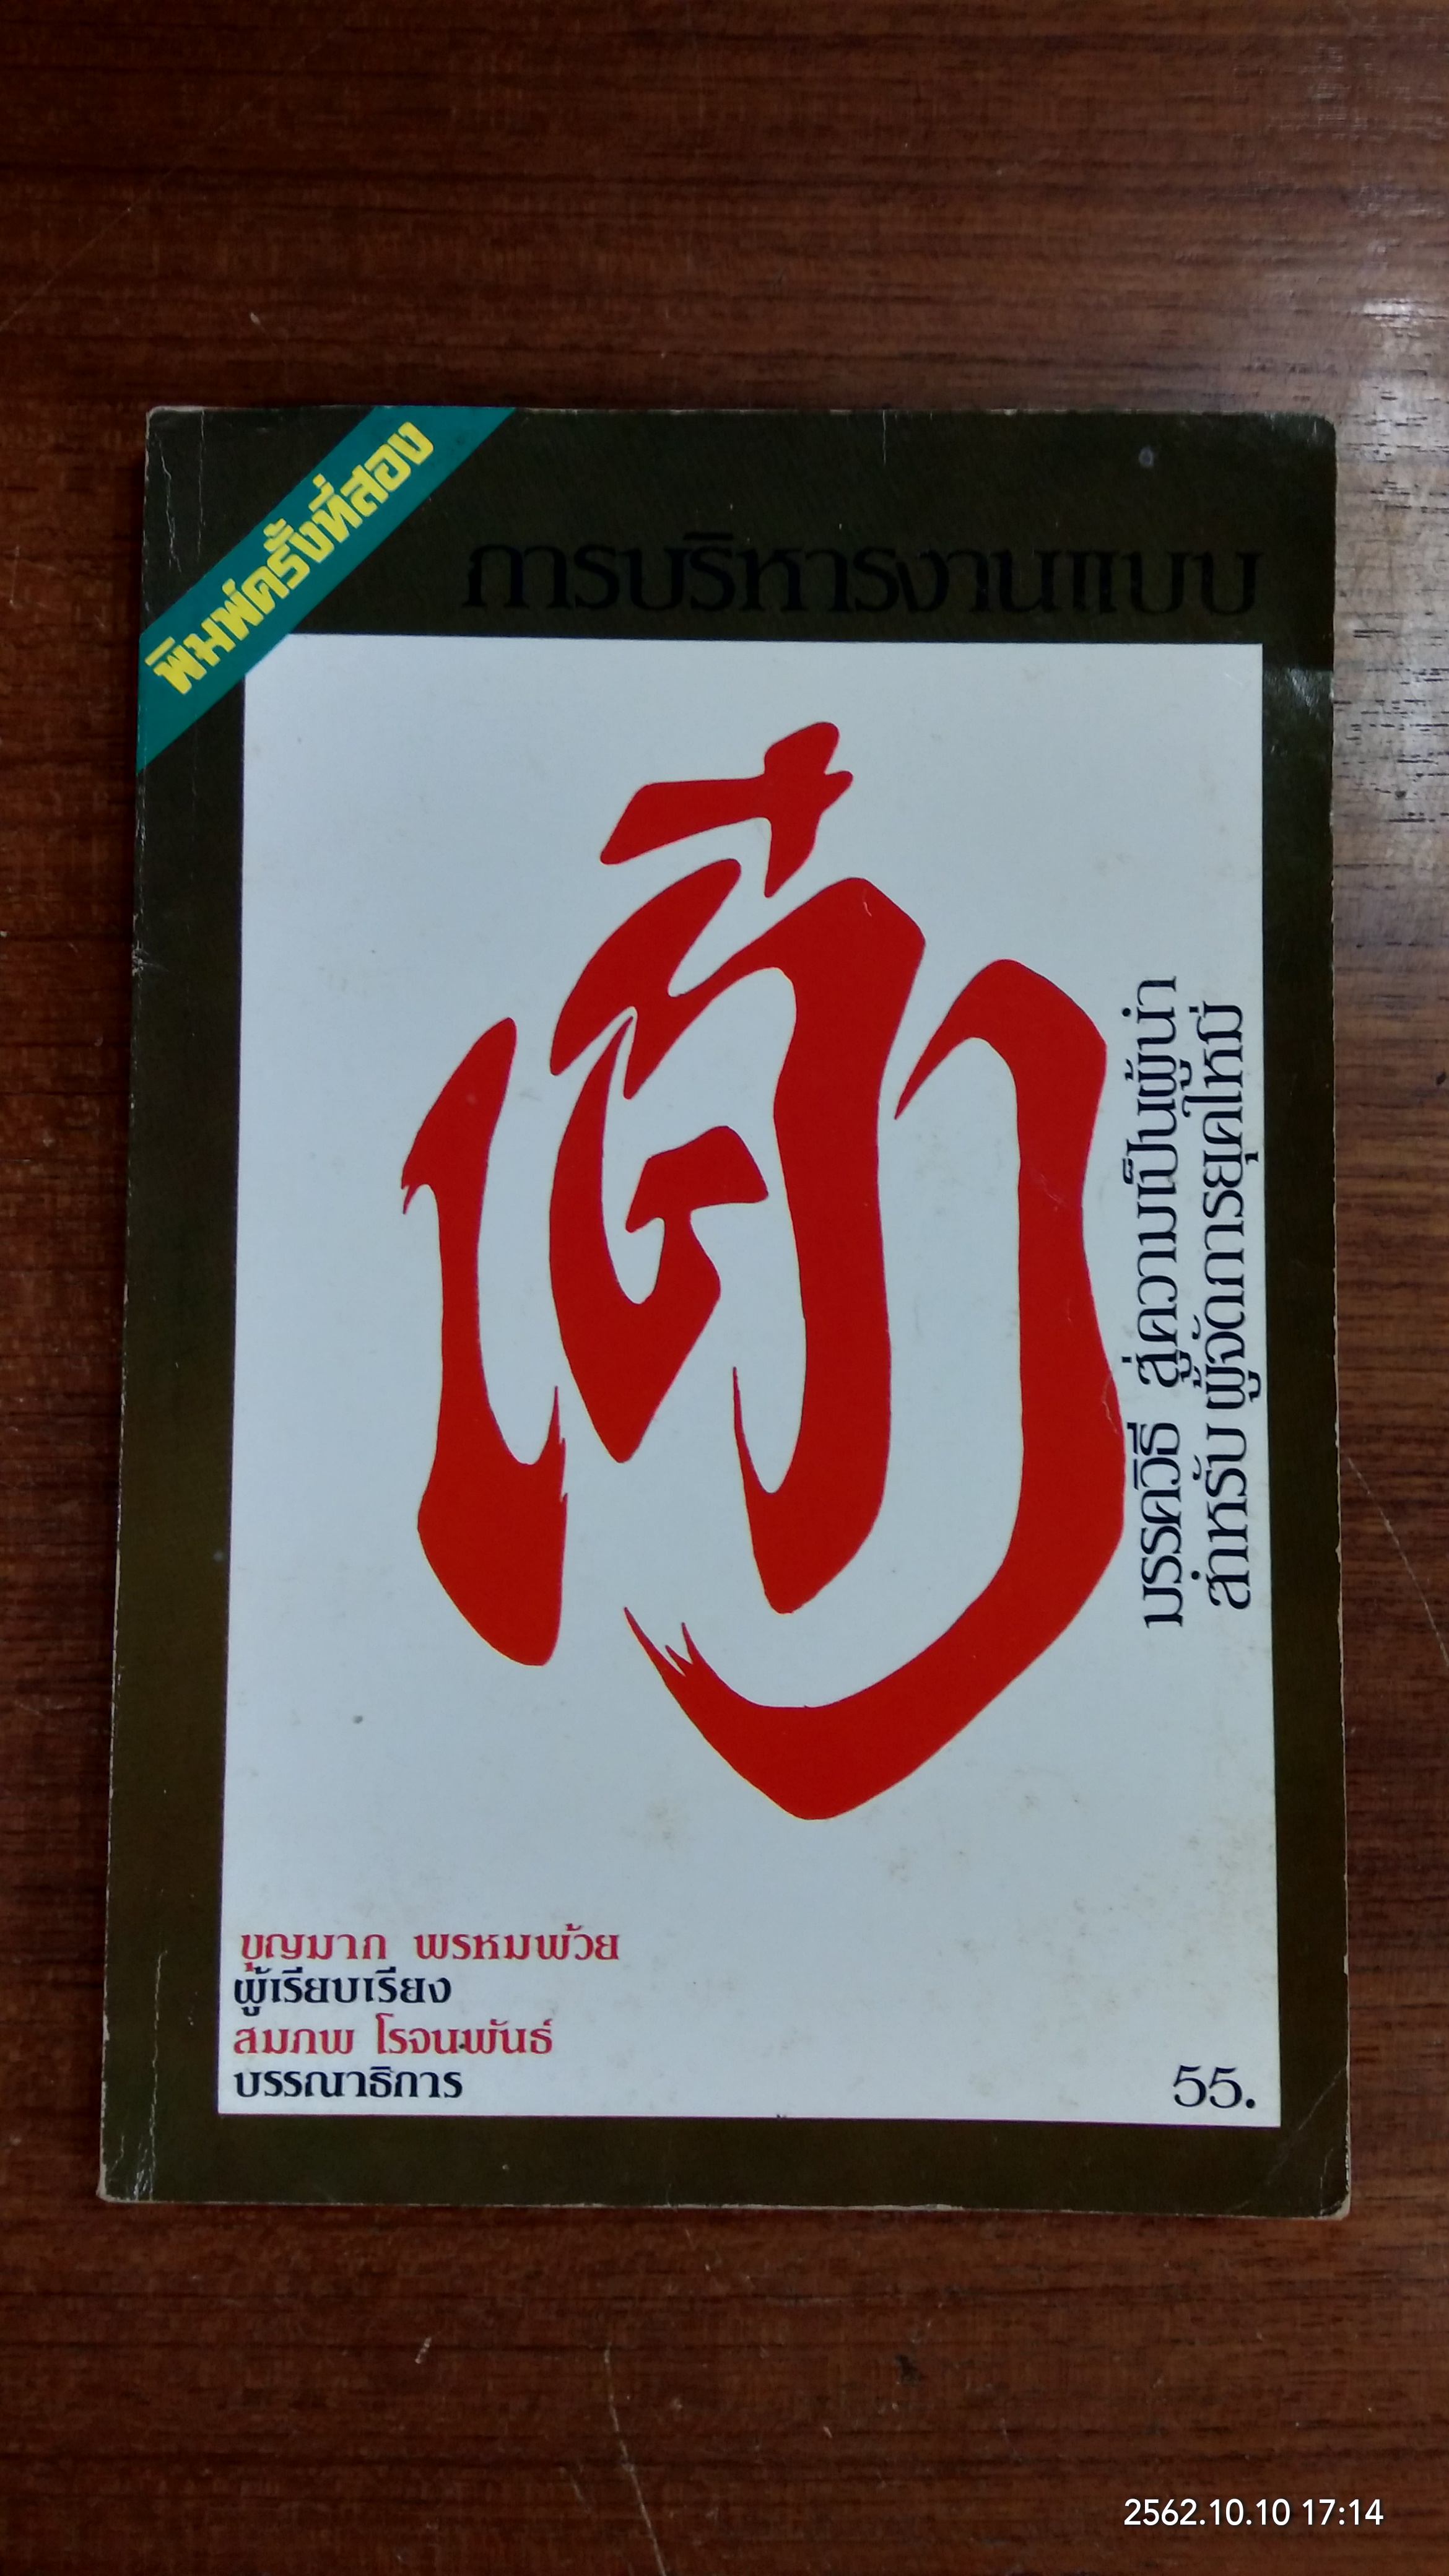 พิมพ์ครั้งที่สอง
การบริหารงานแบบ
เต๋า
มรรควิธี สู่ความเป็นผู้นำ
สำหรับ ผู้จัดการยุคใหม่
บุญมาก พรหมพ้วย
ผู้เรียบเรียง
สมภพ โรจนพันธ์
บรรณาธิการ
55.
2562.10.10 17:14